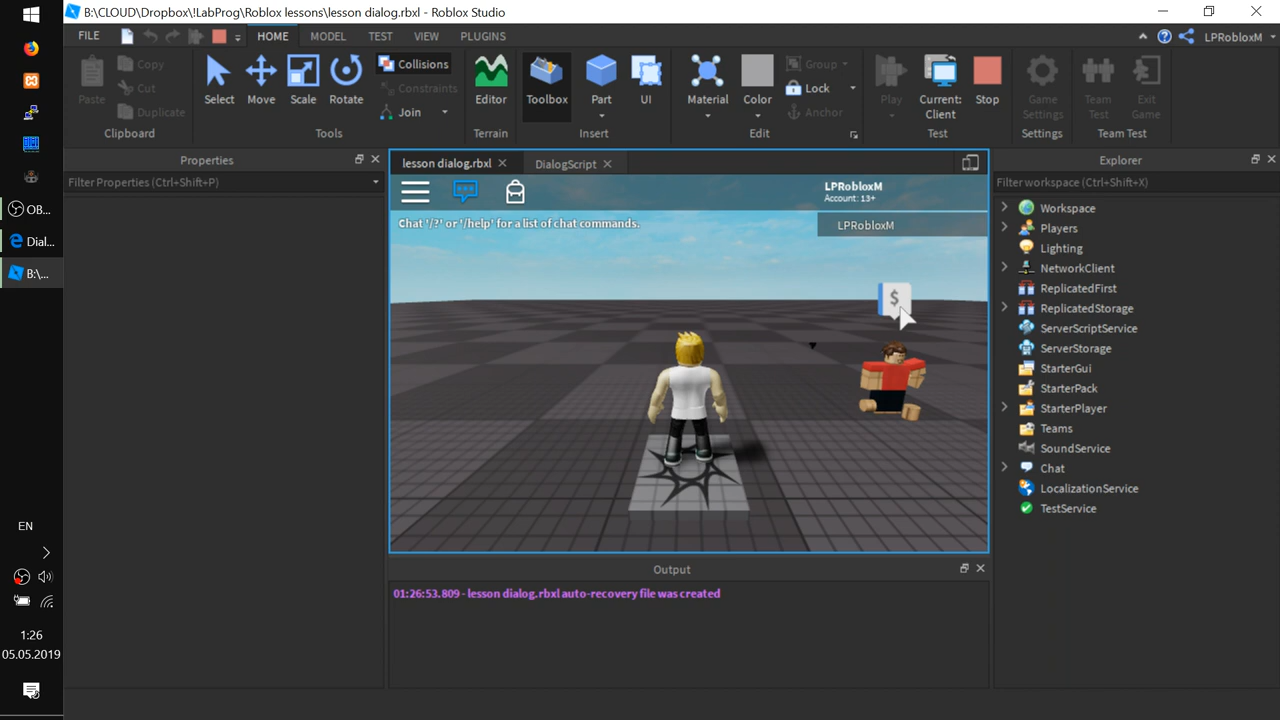 B:\CLOUD\Dropbox\!LabProg\Roblox lessons\lesson dialog.rbxl - Roblox Studio
FILE HOME MODEL TEST VIEW PLUGINS LPRobloxM
Paste Copy Cut Duplicate
Clipboard
Select Move Scale Rotate Collisions Constraints Join
Tools
Editor
Terrain
Toolbox Part UI
Insert
Material Color Group Lock Anchor
Edit
Play Current: Client Stop
Test
Game Settings
Settings
Team Test Exit Game
Team Test
Properties
Filter Properties (Ctrl+Shift+P)
lesson dialog.rbxl DialogScript
LPRobloxM
Account: 13+
Chat '/?' or '/help' for a list of chat commands.
LPRobloxM
$
Output
01:26:53.809 - lesson dialog.rbxl auto-recovery file was created
Explorer
Filter workspace (Ctrl+Shift+X)
Workspace
Players
Lighting
NetworkClient
ReplicatedFirst
ReplicatedStorage
ServerScriptService
ServerStorage
StarterGui
StarterPack
StarterPlayer
Teams
SoundService
Chat
LocalizationService
TestService
OB...
Dial...
B:\...
EN
1:26
05.05.2019